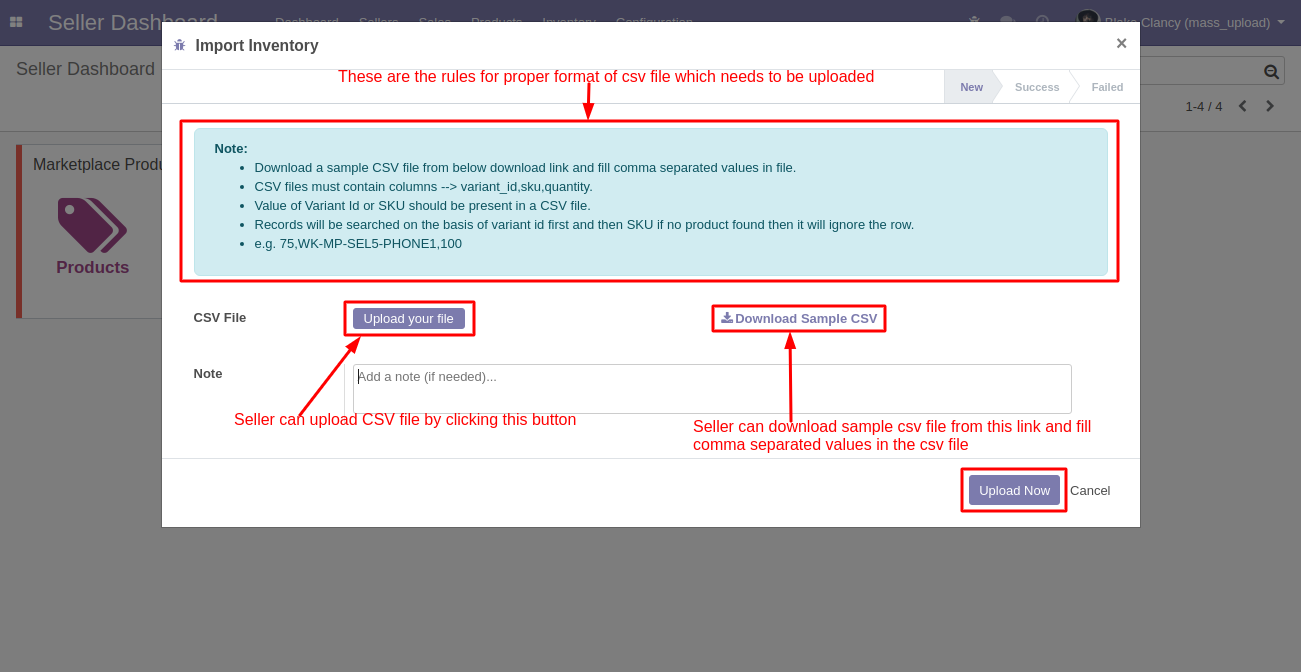 Seller Dashboard
Dashboard Sellers Sales Products Inventory Configuration
Blake Clancy (mass_upload)
Import Inventory
×
Seller Dashboard
These are the rules for proper format of csv file which needs to be uploaded
New Success Failed
1-4 / 4
Note:
Download a sample CSV file from below download link and fill comma separated values in file.
CSV files must contain columns --> variant_id,sku,quantity.
Value of Variant Id or SKU should be present in a CSV file.
Records will be searched on the basis of variant id first and then SKU if no product found then it will ignore the row.
e.g. 75,WK-MP-SEL5-PHONE1,100
Marketplace Produ
Products
CSV File
Upload your file
Download Sample CSV
Note
Add a note (if needed)...
Seller can upload CSV file by clicking this button
Seller can download sample csv file from this link and fill
comma separated values in the csv file
Upload Now
Cancel